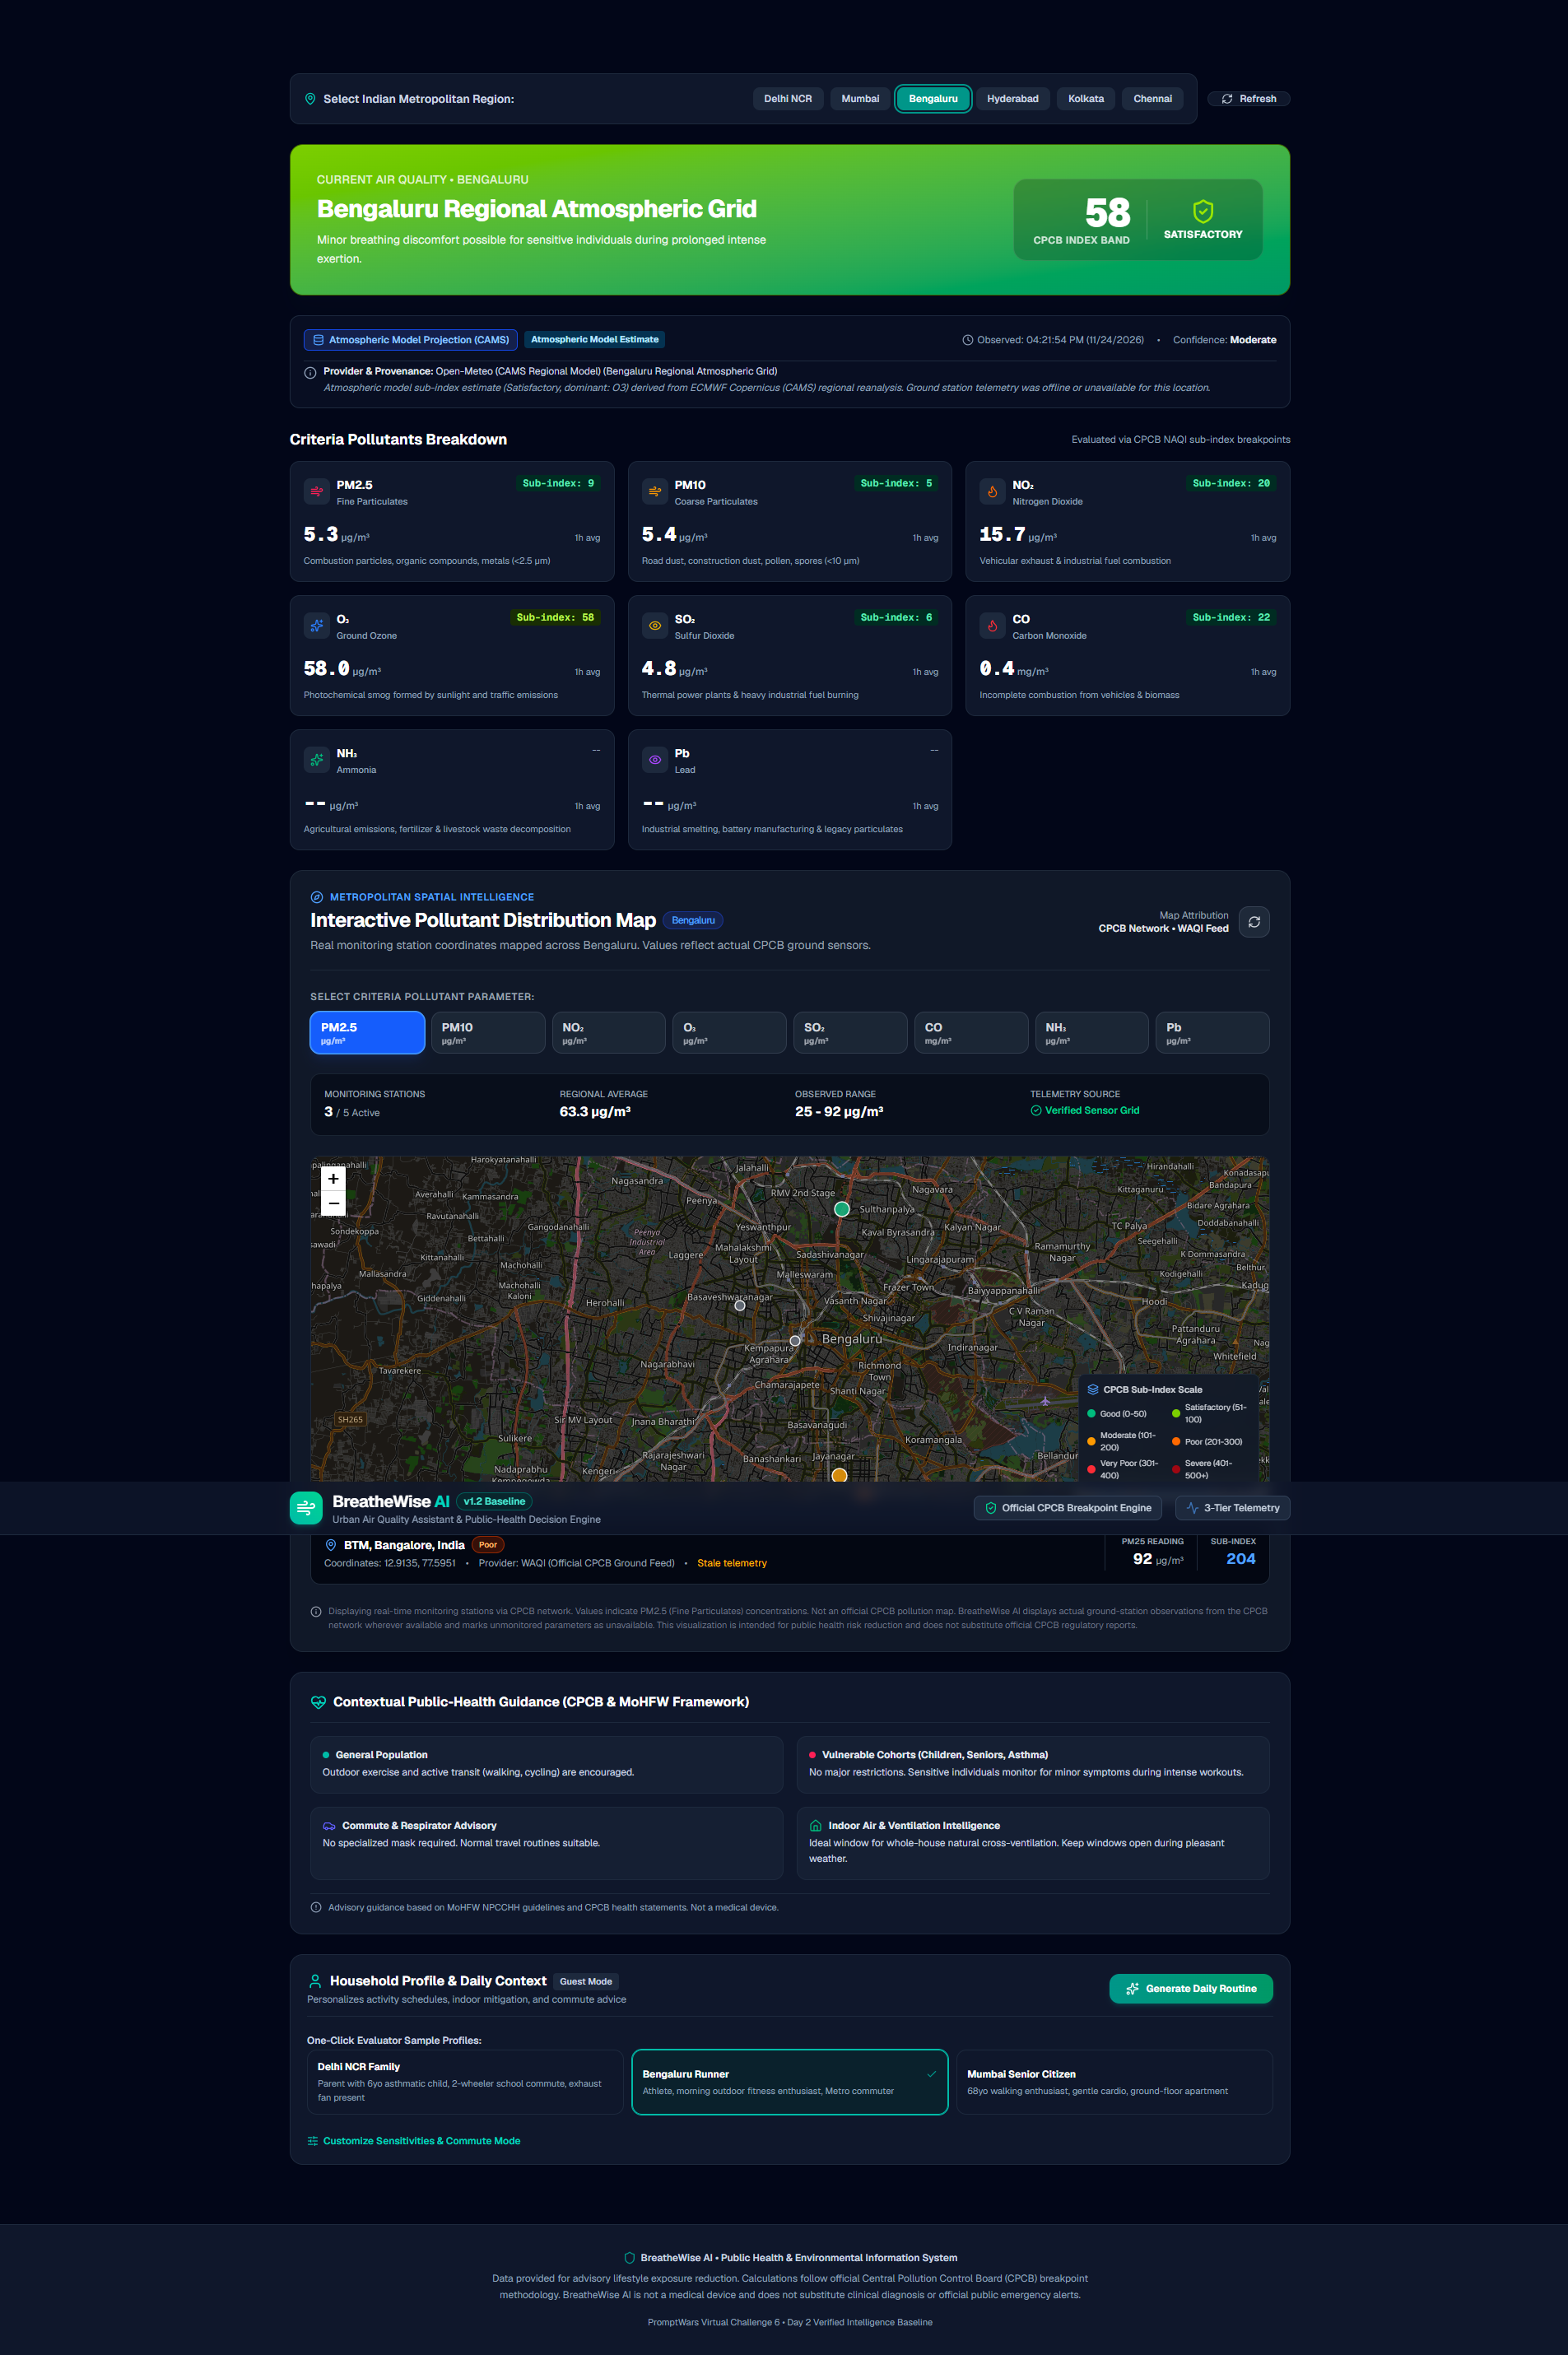 Select Indian Metropolitan Region:
Delhi NCR
Mumbai
Bengaluru
Hyderabad
Kolkata
Chennai
Refresh
CURRENT AIR QUALITY • BENGALURU
Bengaluru Regional Atmospheric Grid
Minor breathing discomfort possible for sensitive individuals during prolonged intense
exertion.
58
CPCB INDEX BAND
SATISFACTORY
Atmospheric Model Projection (CAMS)
Atmospheric Model Estimate
Observed: 04:21:54 PM (11/24/2026) • Confidence: Moderate
Provider & Provenance: Open-Meteo (CAMS Regional Model) (Bengaluru Regional Atmospheric Grid)
Atmospheric model sub-index estimate (Satisfactory, dominant: O3) derived from ECMWF Copernicus (CAMS) regional reanalysis. Ground station telemetry was offline or unavailable for this location.
Criteria Pollutants Breakdown
Evaluated via CPCB NAQI sub-index breakpoints
PM2.5
Fine Particulates
Sub-index: 9
5.3 µg/m³
1h avg
Combustion particles, organic compounds, metals (<2.5 µm)
PM10
Coarse Particulates
Sub-index: 5
5.4 µg/m³
1h avg
Road dust, construction dust, pollen, spores (<10 µm)
NO₂
Nitrogen Dioxide
Sub-index: 20
15.7 µg/m³
1h avg
Vehicular exhaust & industrial fuel combustion
O₃
Ground Ozone
Sub-index: 58
58.0 µg/m³
1h avg
Photochemical smog formed by sunlight and traffic emissions
SO₂
Sulfur Dioxide
Sub-index: 6
4.8 µg/m³
1h avg
Thermal power plants & heavy industrial fuel burning
CO
Carbon Monoxide
Sub-index: 22
0.4 mg/m³
1h avg
Incomplete combustion from vehicles & biomass
NH₃
Ammonia
--
-- µg/m³
1h avg
Agricultural emissions, fertilizer & livestock waste decomposition
Pb
Lead
--
-- µg/m³
1h avg
Industrial smelting, battery manufacturing & legacy particulates
METROPOLITAN SPATIAL INTELLIGENCE
Interactive Pollutant Distribution Map
Bengaluru
Real monitoring station coordinates mapped across Bengaluru. Values reflect actual CPCB ground sensors.
Map Attribution
CPCB Network • WAQI Feed
SELECT CRITERIA POLLUTANT PARAMETER:
PM2.5
µg/m³
PM10
µg/m³
NO₂
µg/m³
O₃
µg/m³
SO₂
µg/m³
CO
mg/m³
NH₃
µg/m³
Pb
µg/m³
MONITORING STATIONS
3 / 5 Active
REGIONAL AVERAGE
63.3 µg/m³
OBSERVED RANGE
25 - 92 µg/m³
TELEMETRY SOURCE
Verified Sensor Grid
+
−
Harokyatanahalli
Jalahalli
Hirandahalli
Nagasandra
RMV 2nd Stage
Nagavara
Kittaganuru
Bandapura
Averahalli
Kammasandra
Peenya
Sulthanpalya
Bidare Agrahara
Ravutanahalli
Sondekoppa
Gangodanahalli
Yeswanthpur
Kaval Byrasandra
Kalyan Nagar
TC Palya
Doddabanahalli
Bettahalli
Peenya
Industrial
Area
Kittanahalli
Machohalli
Laggere
Mahalakshmi
Layout
Sadashivanagar
Lingarajapuram
Ramamurthy
Nagar
Seegehalli
K Dommasandra
Mallasandra
Malleswaram
Kodigehalli
Belthur
Machohalli
Kaloni
Frazer Town
Baiyyappanahalli
Giddenahalli
Herohalli
Basaveshwaranagar
Vasanth Nagar
C V Raman
Nagar
Hoodi
Shivajinagar
Pattanduru
Agrahara
Bengaluru
Kempapura
Agrahara
Indiranagar
Whitefield
Tavarekere
Nagarabhavi
Richmond
Town
Chamarajapete
Shanti Nagar
SH265
Sir MV Layout
Jnana Bharathi
Basavanagudi
Sulikere
Koramangala
Rajarajeshwari
Nagar
Banashankari
Jayanagar
Bellandur
Nadaprabhu
Kengeri
CPCB Sub-Index Scale
Good (0-50)
Satisfactory (51-
100)
Moderate (101-
200)
Poor (201-300)
Very Poor (301-
400)
Severe (401-
500+)
BreatheWise AI
v1.2 Baseline
Urban Air Quality Assistant & Public-Health Decision Engine
Official CPCB Breakpoint Engine
3-Tier Telemetry
BTM, Bangalore, India
Poor
Coordinates: 12.9135, 77.5951 • Provider: WAQI (Official CPCB Ground Feed) • Stale telemetry
PM25 READING
92 µg/m³
SUB-INDEX
204
Displaying real-time monitoring stations via CPCB network. Values indicate PM2.5 (Fine Particulates) concentrations. Not an official CPCB pollution map. BreatheWise AI displays actual ground-station observations from the CPCB
network wherever available and marks unmonitored parameters as unavailable. This visualization is intended for public health risk reduction and does not substitute official CPCB regulatory reports.
Contextual Public-Health Guidance (CPCB & MoHFW Framework)
General Population
Outdoor exercise and active transit (walking, cycling) are encouraged.
Vulnerable Cohorts (Children, Seniors, Asthma)
No major restrictions. Sensitive individuals monitor for minor symptoms during intense workouts.
Commute & Respirator Advisory
No specialized mask required. Normal travel routines suitable.
Indoor Air & Ventilation Intelligence
Ideal window for whole-house natural cross-ventilation. Keep windows open during pleasant
weather.
Advisory guidance based on MoHFW NPCCHH guidelines and CPCB health statements. Not a medical device.
Household Profile & Daily Context
Guest Mode
Personalizes activity schedules, indoor mitigation, and commute advice
Generate Daily Routine
One-Click Evaluator Sample Profiles:
Delhi NCR Family
Parent with 6yo asthmatic child, 2-wheeler school commute, exhaust
fan present
Bengaluru Runner
Athlete, morning outdoor fitness enthusiast, Metro commuter
Mumbai Senior Citizen
68yo walking enthusiast, gentle cardio, ground-floor apartment
Customize Sensitivities & Commute Mode
BreatheWise AI • Public Health & Environmental Information System
Data provided for advisory lifestyle exposure reduction. Calculations follow official Central Pollution Control Board (CPCB) breakpoint
methodology. BreatheWise AI is not a medical device and does not substitute clinical diagnosis or official public emergency alerts.
PromptWars Virtual Challenge 6 • Day 2 Verified Intelligence Baseline